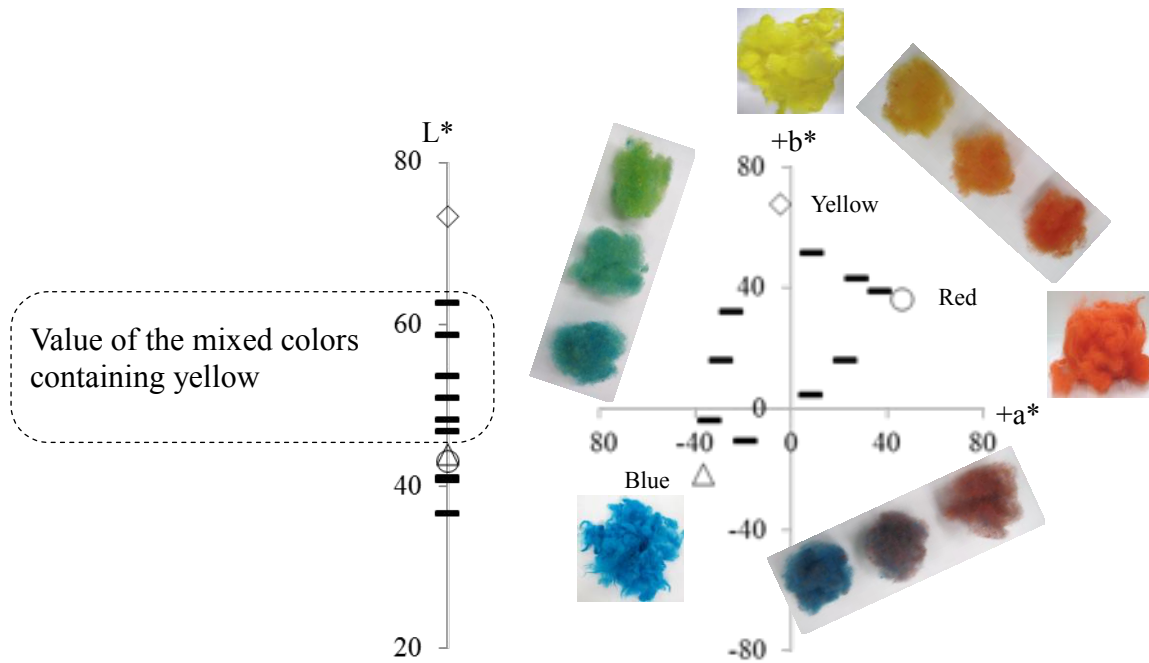 L*
80
60
40
20
Value of the mixed colors
containing yellow
+b*
80
40
0
-40
-80
80
-40
0
40
80
+a*
Yellow
Red
Blue